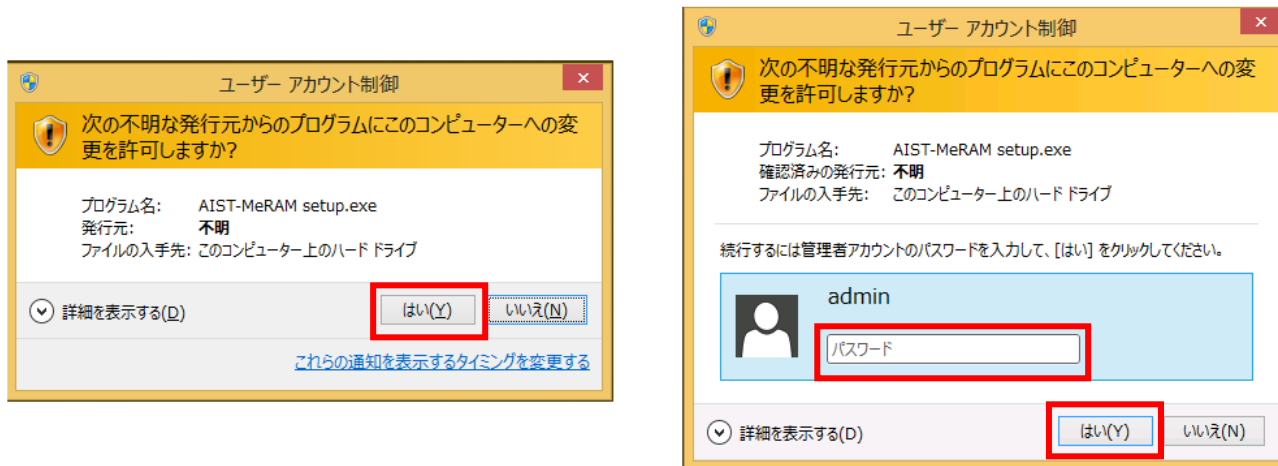 ユーザー アカウント制御
次の不明な発行元からのプログラムにこのコンピューターへの変
更を許可しますか?
プログラム名: AIST-MeRAM setup.exe
発行元: 不明
ファイルの入手先: このコンピューター上のハード ドライブ
詳細を表示する(D)
はい(Y)
いいえ(N)
これらの通知を表示するタイミングを変更する
ユーザー アカウント制御
次の不明な発行元からのプログラムにこのコンピューターへの変
更を許可しますか?
プログラム名: AIST-MeRAM setup.exe
確認済みの発行元: 不明
ファイルの入手先: このコンピューター上のハード ドライブ
続行するには管理者アカウントのパスワードを入力して、[はい] をクリックしてください。
admin
パスワード
詳細を表示する(D)
はい(Y)
いいえ(N)